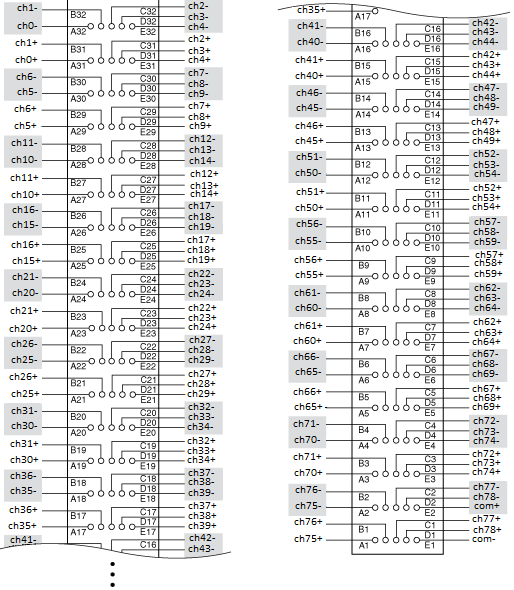 ch1- B32 C32 ch2-
D32 ch3-
ch0- A32 E32 ch4-
ch1+ B31 C31 ch2+
D31 ch3+
ch0+ A31 E31 ch4+
ch6- B30 C30 ch7-
D30 ch8-
ch5- A30 E30 ch9-
ch6+ B29 C29 ch7+
D29 ch8+
ch5+ A29 E29 ch9+
ch11- B28 C28 ch12-
D28 ch13-
ch10- A28 E28 ch14-
ch11+ B27 C27 ch12+
D27 ch13+
ch10+ A27 E27 ch14+
ch16- B26 C26 ch17-
D26 ch18-
ch15- A26 E26 ch19-
ch16+ B25 C25 ch17+
D25 ch18+
ch15+ A25 E25 ch19+
ch21- B24 C24 ch22-
D24 ch23-
ch20- A24 E24 ch24-
ch21+ B23 C23 ch22+
D23 ch23+
ch20+ A23 E23 ch24+
ch26- B22 C22 ch27-
D22 ch28-
ch25- A22 E22 ch29-
ch26+ B21 C21 ch27+
D21 ch28+
ch25+ A21 E21 ch29+
ch31- B20 C20 ch32-
D20 ch33-
ch30- A20 E20 ch34-
ch31+ B19 C19 ch32+
D19 ch33+
ch30+ A19 E19 ch34+
ch36- B18 C18 ch37-
D18 ch38-
ch35- A18 E18 ch39-
ch36+ B17 C17 ch37+
D17 ch38+
ch35+ A17 E17 ch39+
ch41- C16 ch42-
ch43-
ch35+ A17
ch41- B16 C16 ch42-
D16 ch43-
ch40- A16 E16 ch44-
ch41+ B15 C15 ch42+
D15 ch43+
ch40+ A15 E15 ch44+
ch46- B14 C14 ch47-
D14 ch48-
ch45- A14 E14 ch49-
ch46+ B13 C13 ch47+
D13 ch48+
ch45+ A13 E13 ch49+
ch51- B12 C12 ch52-
D12 ch53-
ch50- A12 E12 ch54-
ch51+ B11 C11 ch52+
D11 ch53+
ch50+ A11 E11 ch54+
ch56- B10 C10 ch57-
D10 ch58-
ch55- A10 E10 ch59-
ch56+ B9 C9 ch57+
D9 ch58+
ch55+ A9 E9 ch59+
ch61- B8 C8 ch62-
D8 ch63-
ch60- A8 E8 ch64-
ch61+ B7 C7 ch62+
D7 ch63+
ch60+ A7 E7 ch64+
ch66- B6 C6 ch67-
D6 ch68-
ch65- A6 E6 ch69-
ch66+ B5 C5 ch67+
D5 ch68+
ch65+ A5 E5 ch69+
ch71- B4 C4 ch72-
D4 ch73-
ch70- A4 E4 ch74-
ch71+ B3 C3 ch72+
D3 ch73+
ch70+ A3 E3 ch74+
ch76- B2 C2 ch77-
D2 ch78-
ch75- A2 E2 com+
ch76+ B1 C1 ch77+
D1 ch78+
ch75+ A1 E1 com-